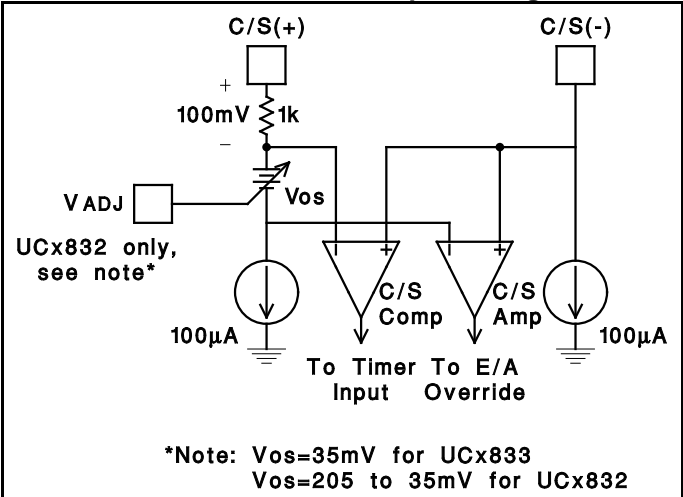 C/S(+) C/S(-)
+
100mV 1k
−
VADJ
Vos
UCx832 only,
see note*
− + − +
C/S
Comp
C/S
Amp
100µA 100µA
To Timer To E/A
Input Override
*Note: Vos=35mV for UCx833
Vos=205 to 35mV for UCx832